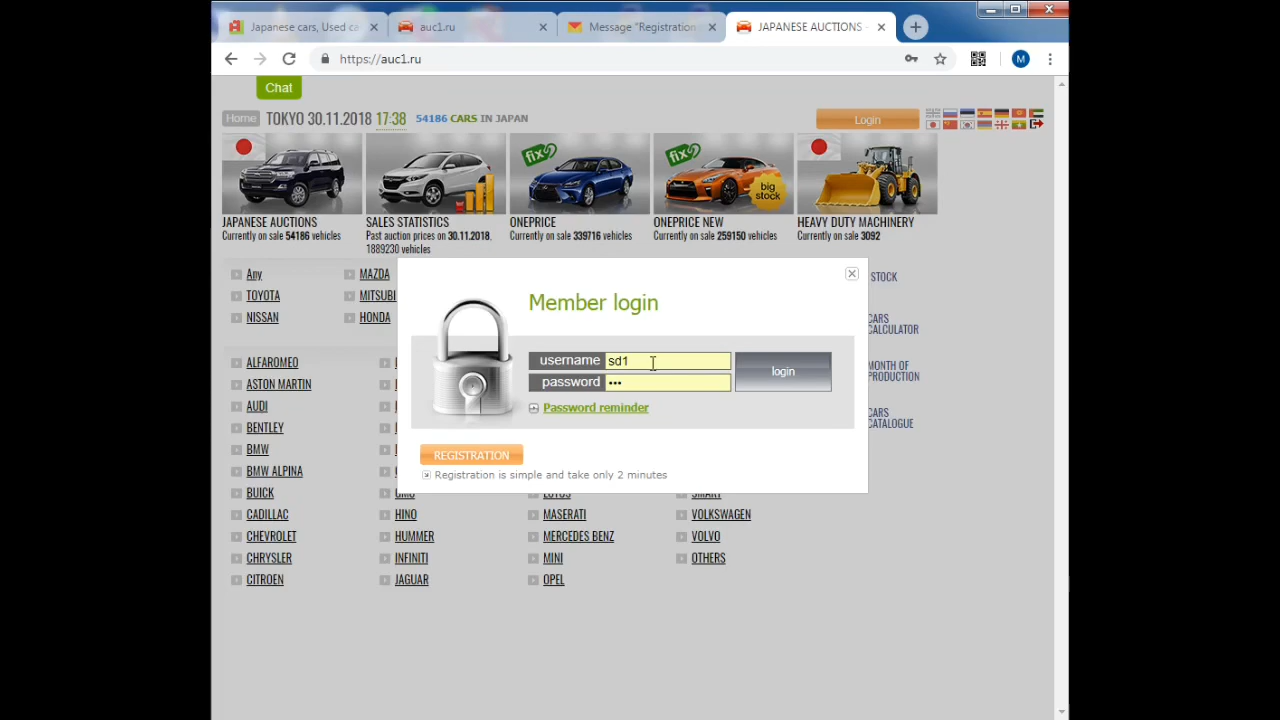 Japanese cars, Used ca
auc1.ru
Message "Registration
JAPANESE AUCTIONS -
https://auc1.ru
M
Chat
Home TOKYO 30.11.2018 17:38 54186 CARS IN JAPAN
Login
fix
fix
big stock
JAPANESE AUCTIONS
Currently on sale 54186 vehicles
SALES STATISTICS
Past auction prices on 30.11.2018,
1889230 vehicles
ONEPRICE
Currently on sale 339716 vehicles
ONEPRICE NEW
Currently on sale 259150 vehicles
HEAVY DUTY MACHINERY
Currently on sale 3092
Any
MAZDA
TOYOTA
MITSUBI
NISSAN
HONDA
STOCK
CARS
CALCULATOR
MONTH OF
PRODUCTION
CARS
CATALOGUE
Member login
username sd1
password •••
login
Password reminder
REGISTRATION
Registration is simple and take only 2 minutes
ALFAROMEO
ASTON MARTIN
AUDI
BENTLEY
BMW
BMW ALPINA
BUICK
GMC
LOTUS
SMART
CADILLAC
HINO
MASERATI
VOLKSWAGEN
CHEVROLET
HUMMER
MERCEDES BENZ
VOLVO
CHRYSLER
INFINITI
MINI
OTHERS
CITROEN
JAGUAR
OPEL